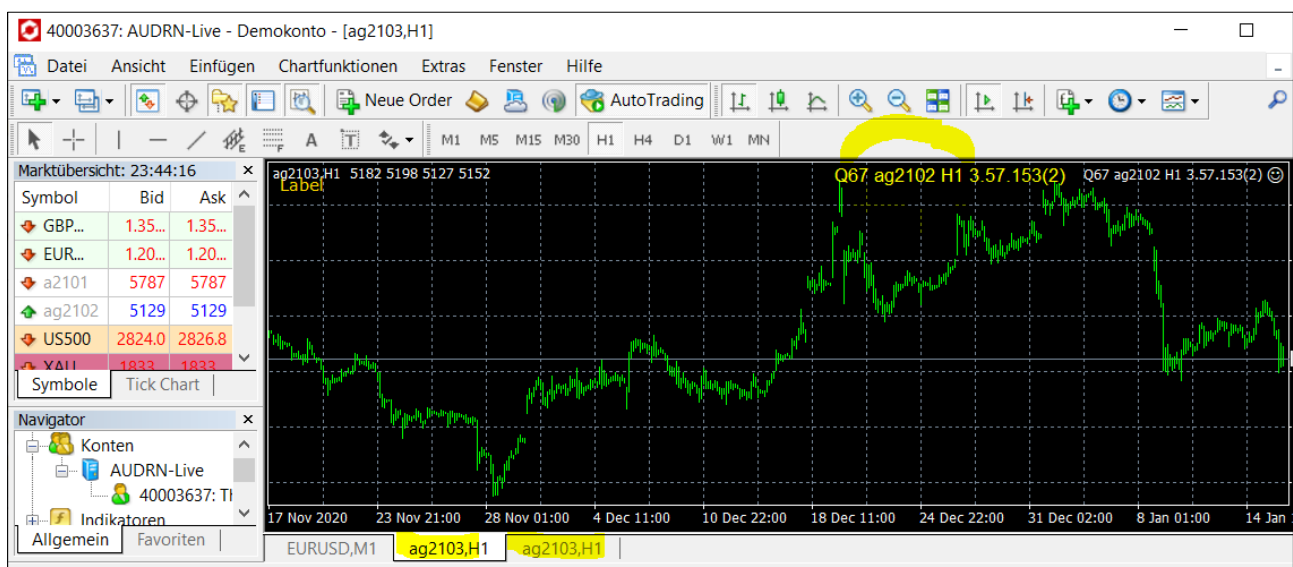 40003637: AUDRN-Live - Demokonto - [ag2103,H1]
Datei Ansicht Einfügen Chartfunktionen Extras Fenster Hilfe
Neue Order AutoTrading
A T M1 M5 M15 M30 H1 H4 D1 W1 MN
Marktübersicht: 23:44:16
Symbol Bid Ask
GBP... 1.35... 1.35...
EUR... 1.20... 1.20...
a2101 5787 5787
ag2102 5129 5129
US500 2824.0 2826.8
XAU... 1833... 1833...
Symbole Tick Chart
Navigator
Konten
AUDRN-Live
40003637: Th
Indikatoren
Allgemein Favoriten
ag2103,H1 5182 5198 5127 5152
Label
Q67 ag2102 H1 3.57.153(2) Q67 ag2102 H1 3.57.153(2)
17 Nov 2020 23 Nov 21:00 28 Nov 01:00 4 Dec 11:00 10 Dec 22:00 18 Dec 11:00 24 Dec 22:00 31 Dec 02:00 8 Jan 01:00 14 Jan
EURUSD,M1 ag2103,H1 ag2103,H1